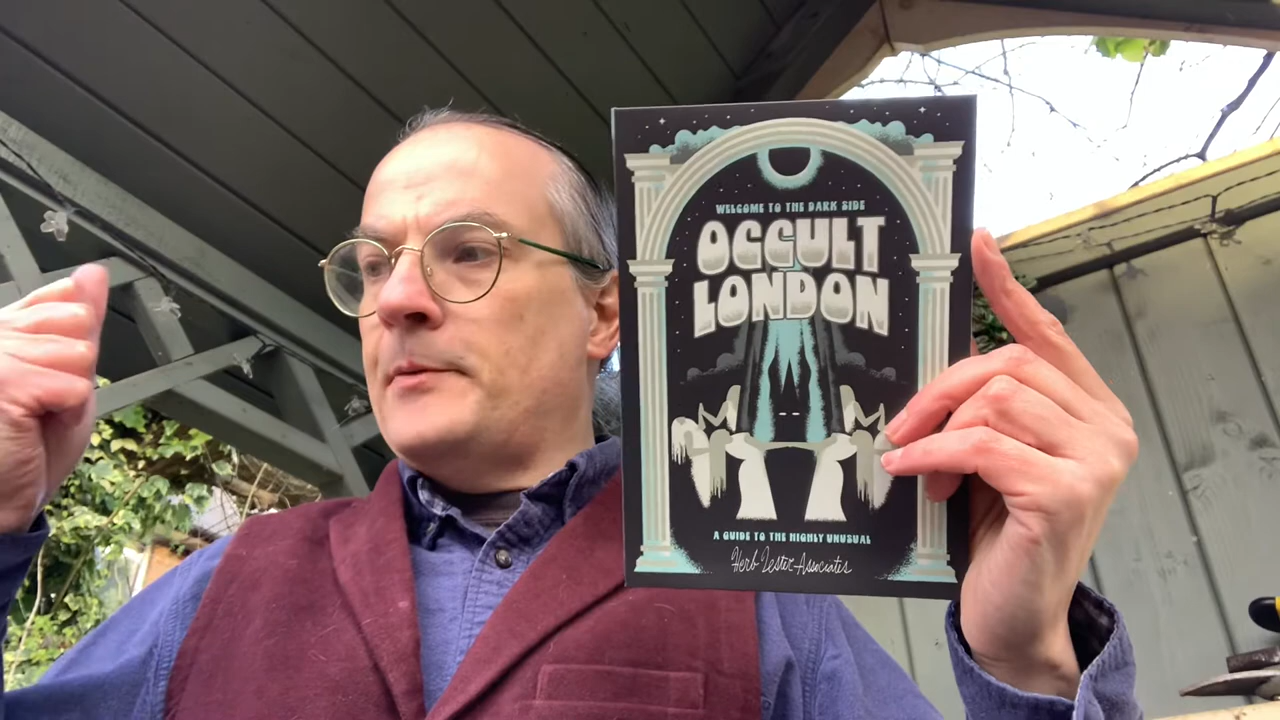 WELCOME TO THE DARK SIDE
OCCULT
LONDON
A GUIDE TO THE HIGHLY UNUSUAL
Herb Lester Associates